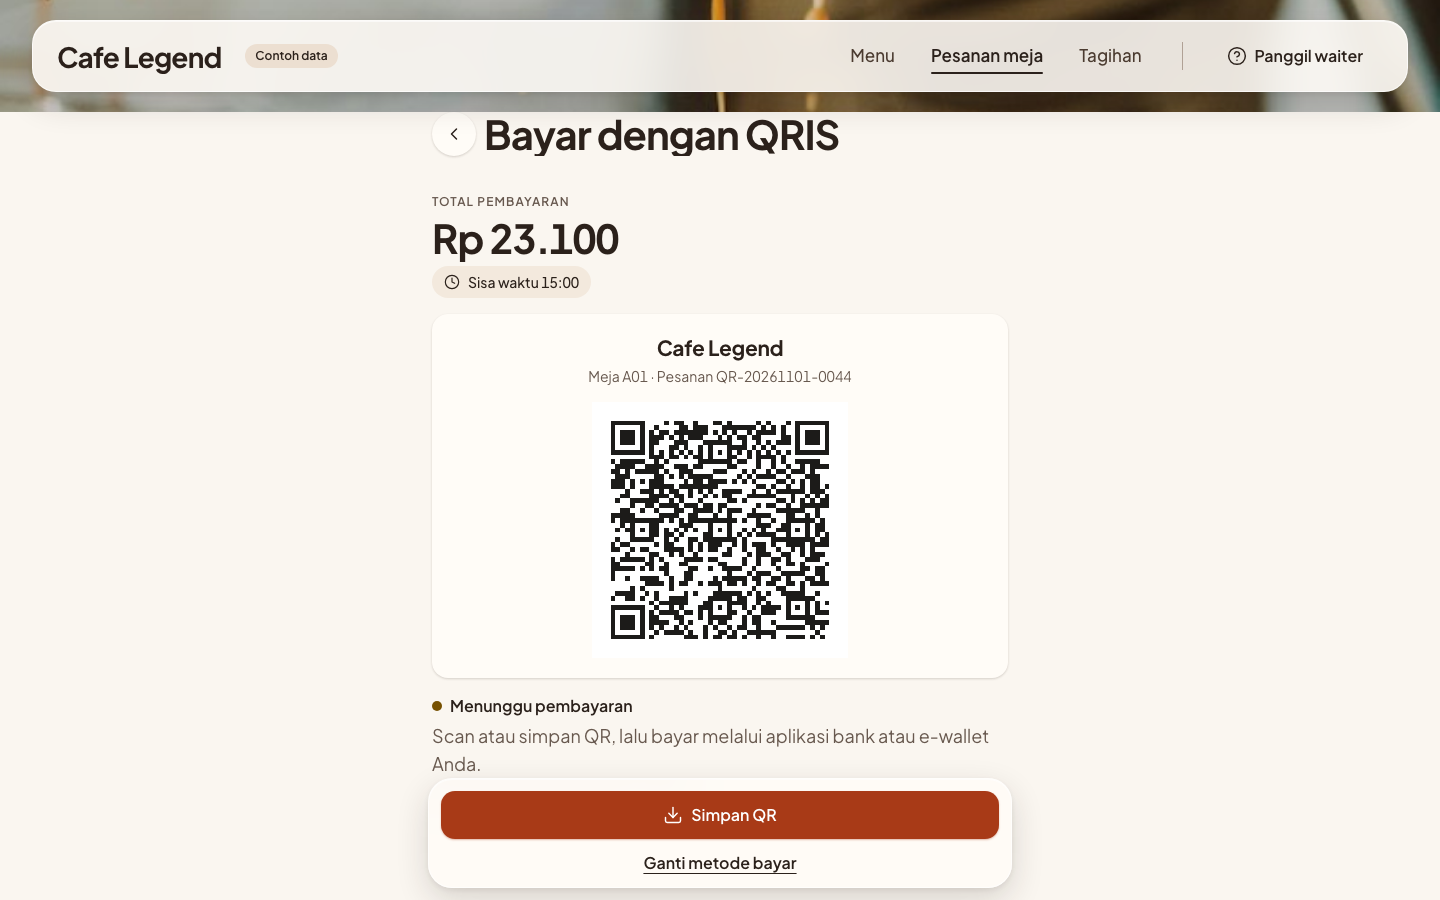 Cafe Legend
Contoh data
Menu
Pesanan meja
Tagihan
Panggil waiter
Bayar dengan QRIS
TOTAL PEMBAYARAN
Rp 23.100
Sisa waktu 15:00
Cafe Legend
Meja A01 · Pesanan QR-20261101-0044
Menunggu pembayaran
Scan atau simpan QR, lalu bayar melalui aplikasi bank atau e-wallet
Anda.
Simpan QR
Ganti metode bayar